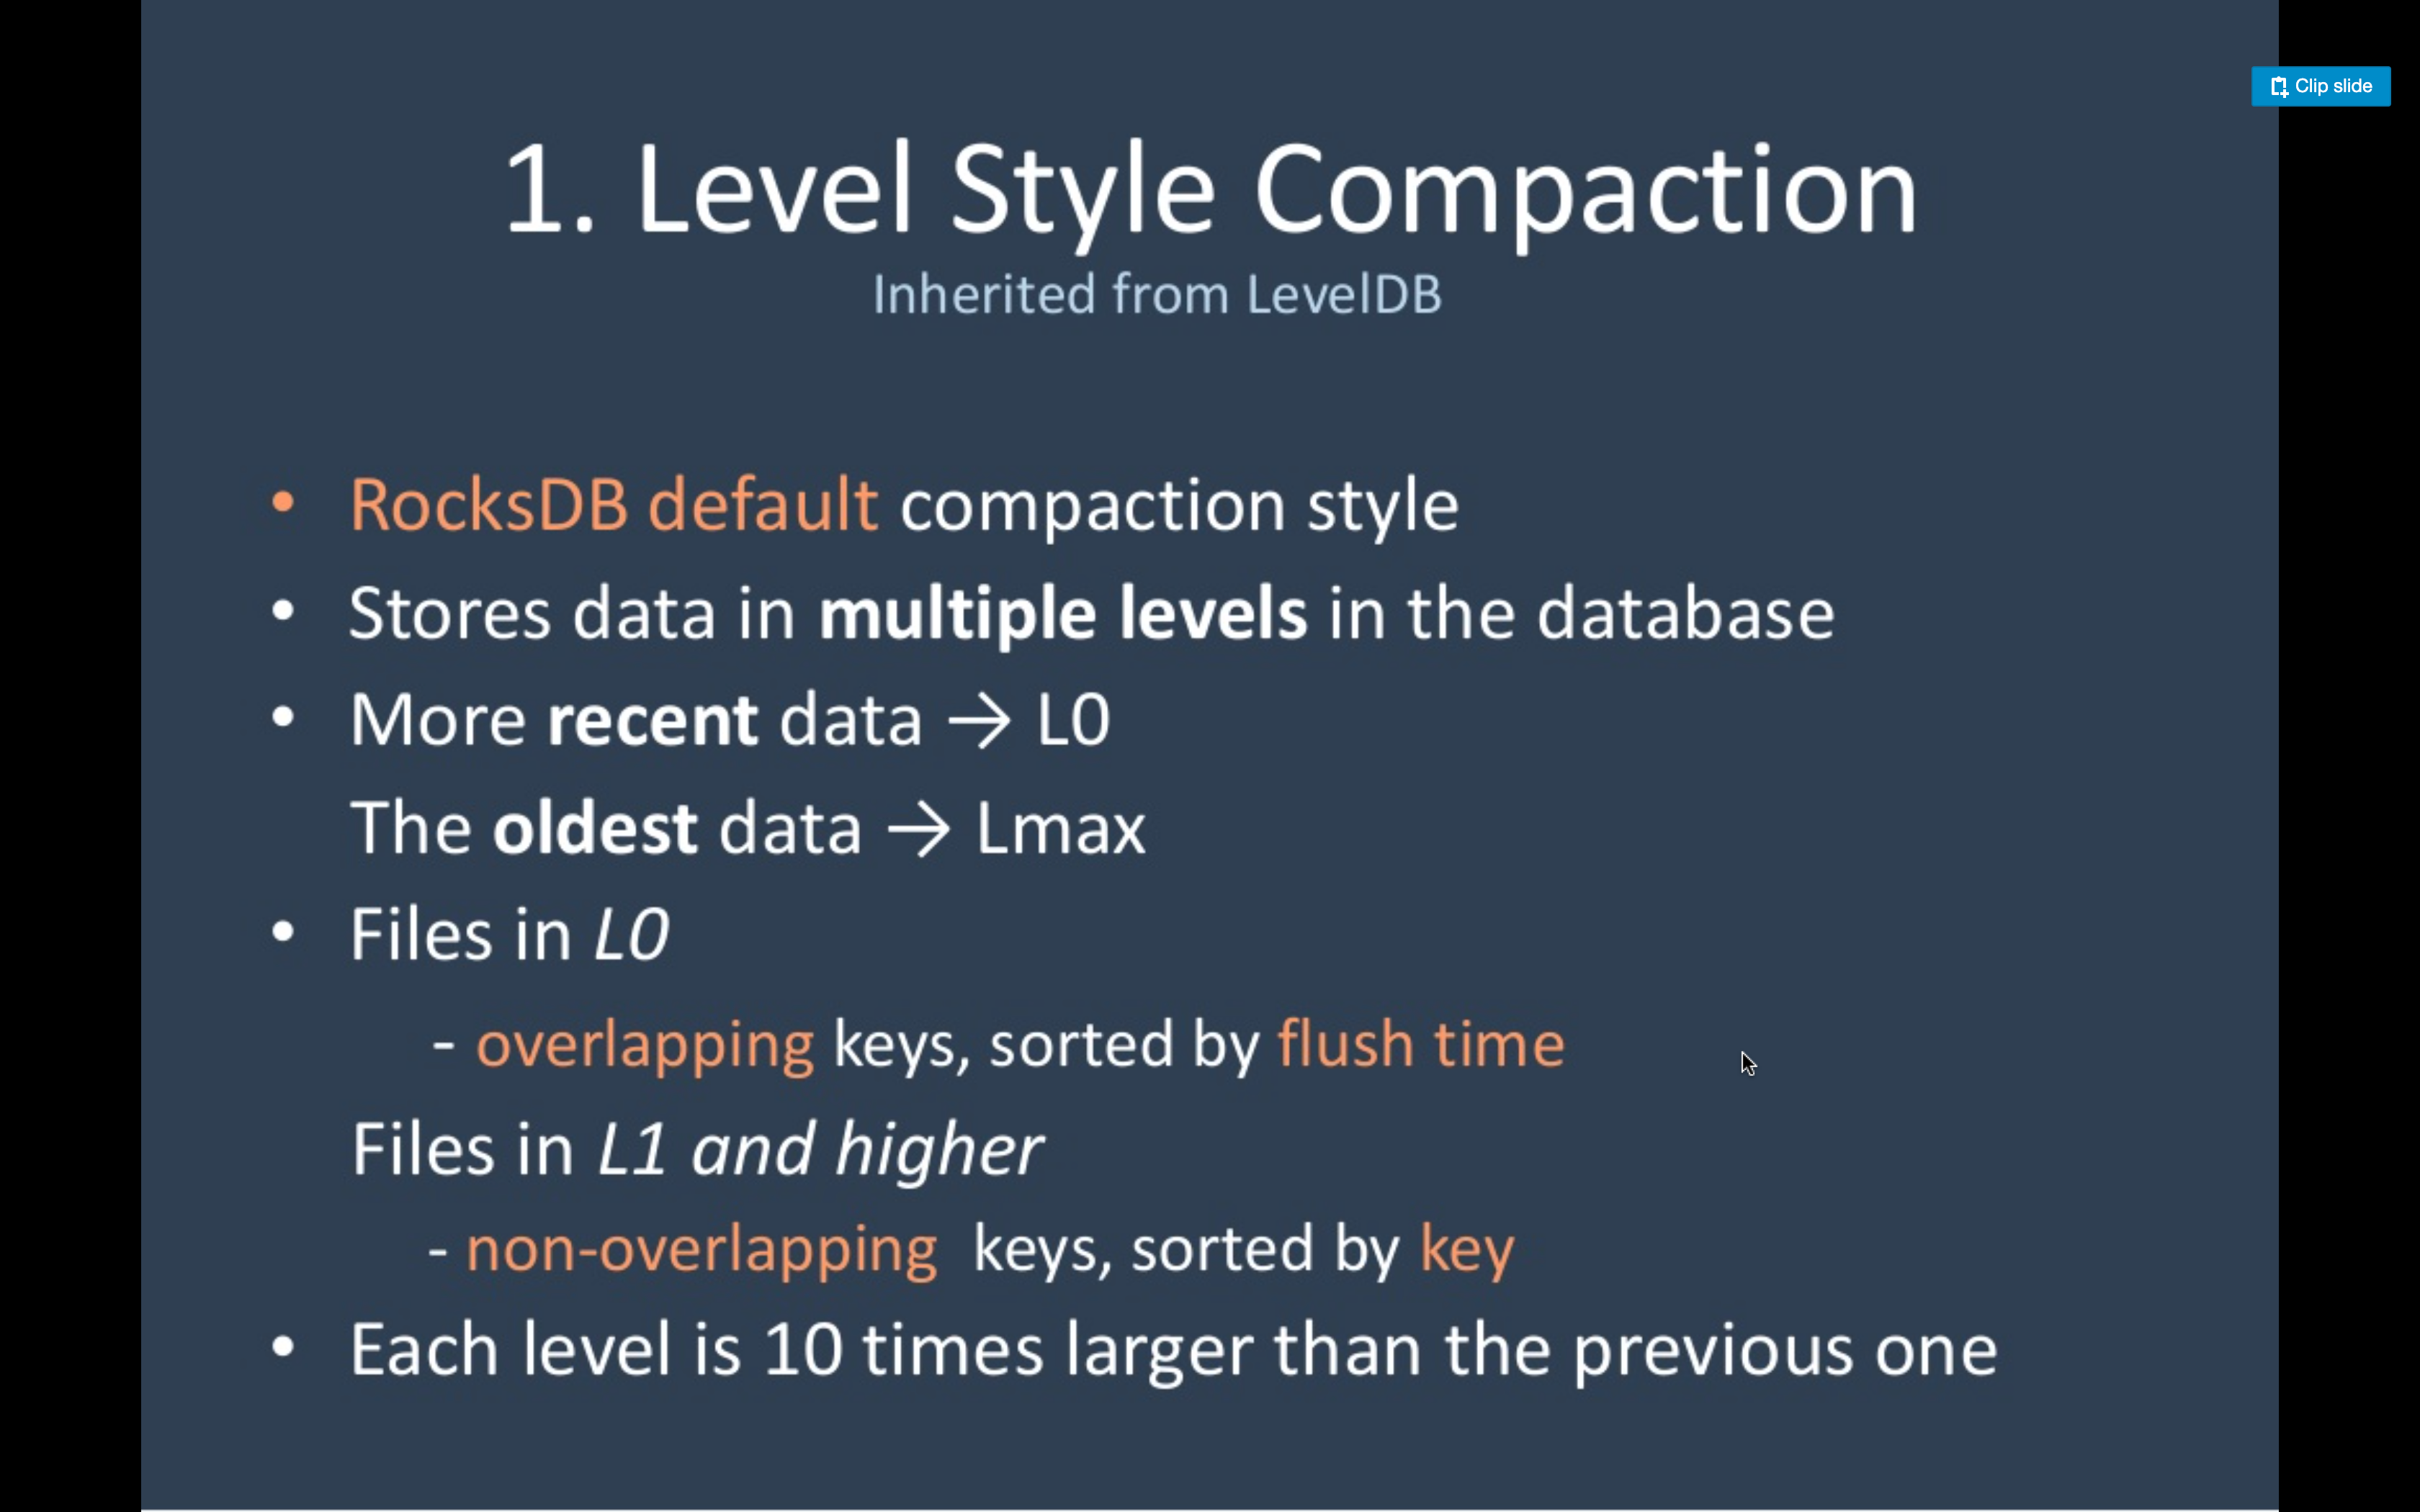 Clip slide
1. Level Style Compaction
Inherited from LevelDB
• RocksDB default compaction style
• Stores data in multiple levels in the database
• More recent data → L0
The oldest data → Lmax
• Files in L0
- overlapping keys, sorted by flush time
Files in L1 and higher
- non-overlapping keys, sorted by key
• Each level is 10 times larger than the previous one